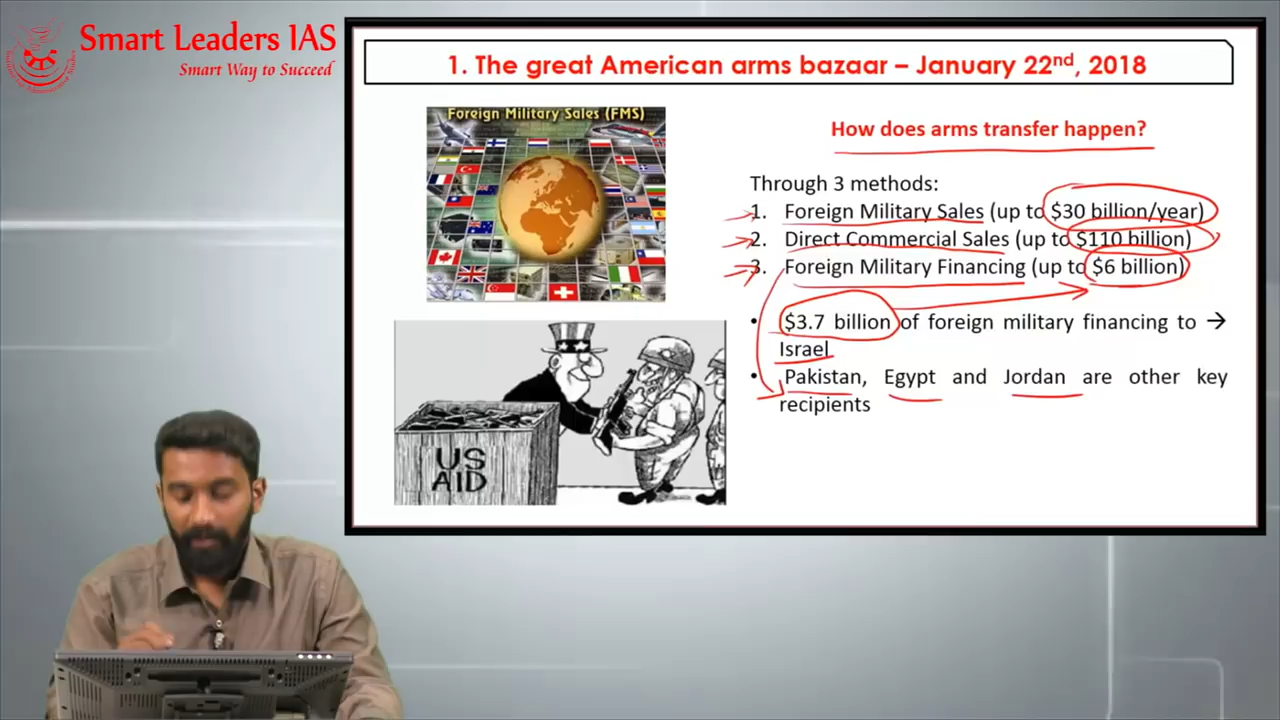 Smart Leaders IAS
Smart Way to Succeed
1. The great American arms bazaar – January 22nd, 2018
Foreign Military Sales (FMS)
How does arms transfer happen?
Through 3 methods:
1. Foreign Military Sales (up to $30 billion/year)
2. Direct Commercial Sales (up to $110 billion)
3. Foreign Military Financing (up to $6 billion)
• $3.7 billion of foreign military financing to →
Israel
• Pakistan, Egypt and Jordan are other key
recipients
US
AID